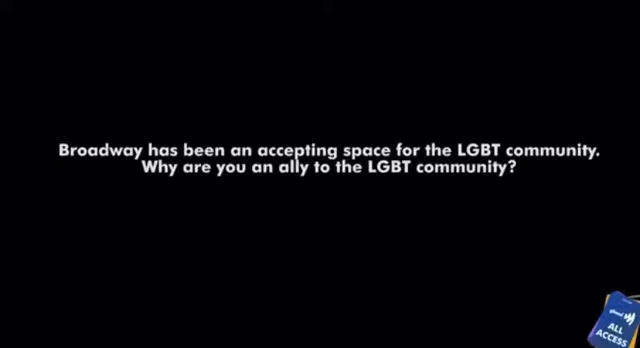 Broadway has been an accepting space for the LGBT community.
Why are you an ally to the LGBT community?
glaad
ALL
ACCESS